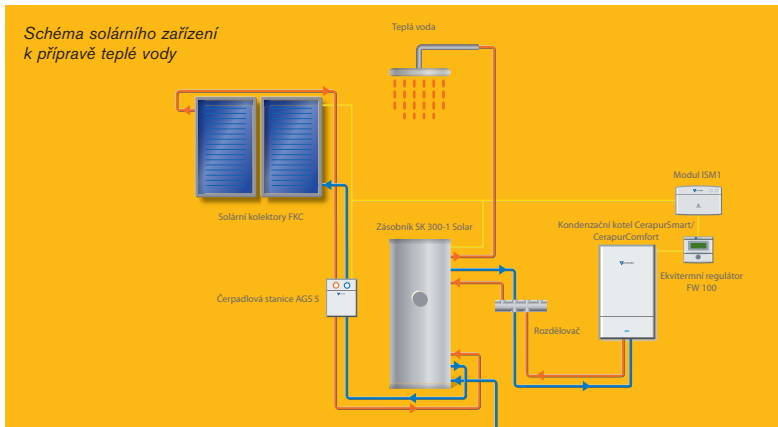 Schéma solárního zařízení
k přípravě teplé vody
Teplá voda
Modul ISM1
Solární kolektory FKC
Zásobník SK 300-1 Solar
Kondenzační kotel CerapurSmart/
CerapurComfort
Ekvitermní regulátor
FW 100
Čerpadlová stanice AGS 5
Rozdělovač